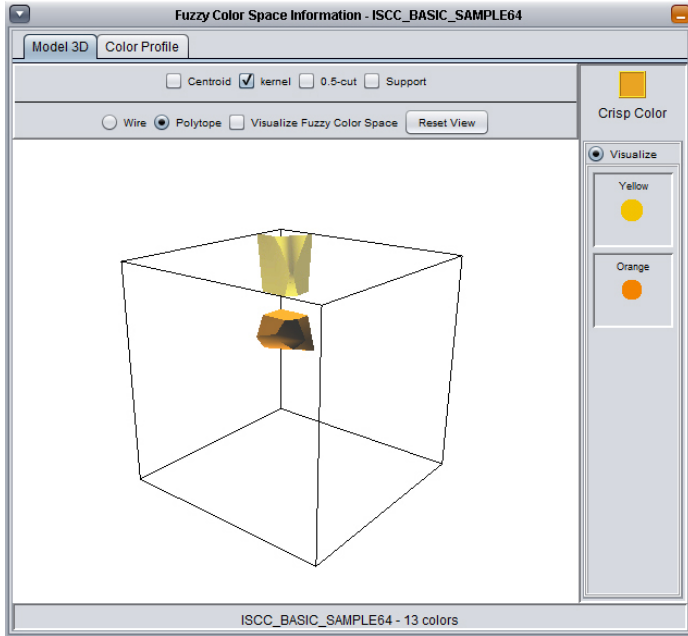 Fuzzy Color Space Information - ISCC_BASIC_SAMPLE64
Model 3D Color Profile
Centroid kernel 0.5-cut Support
Wire Polytope Visualize Fuzzy Color Space Reset View
Crisp Color
Visualize
Yellow
Orange
ISCC_BASIC_SAMPLE64 - 13 colors